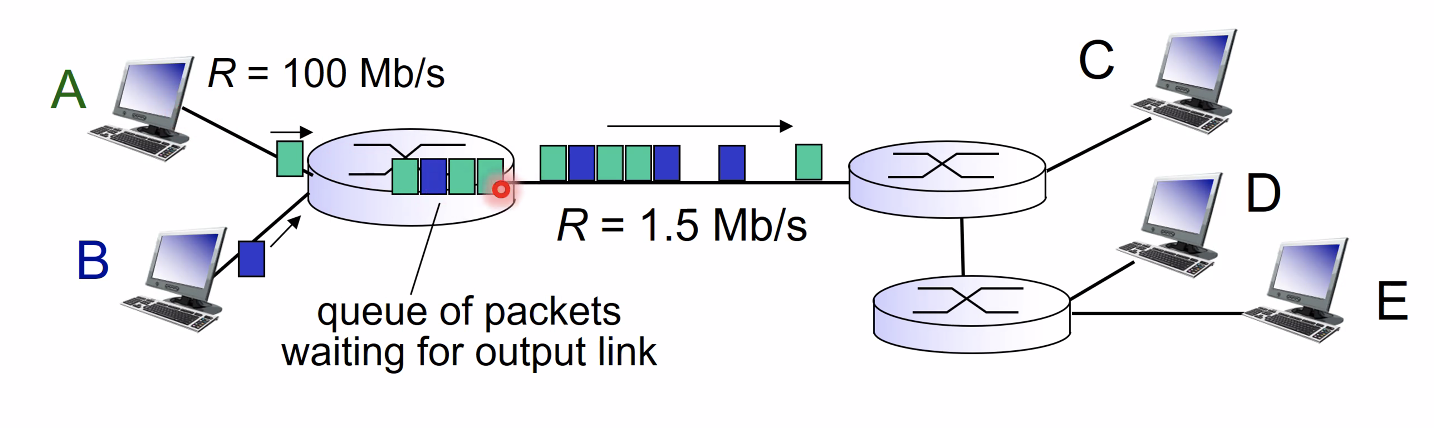 A
R = 100 Mb/s
C
B
R = 1.5 Mb/s
D
E
queue of packets
waiting for output link